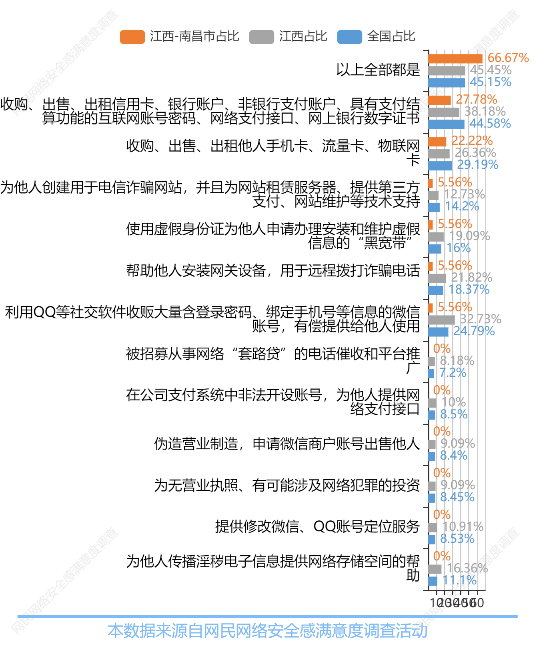 江西-南昌市占比 江西占比 全国占比
以上全部都是
66.67%
45.45%
45.15%
收购、出售、出租信用卡、银行账户、非银行支付账户、具有支付结
算功能的互联网账号密码、网络支付接口、网上银行数字证书
27.78%
38.18%
44.58%
收购、出售、出租他人手机卡、流量卡、物联网
卡
22.22%
26.36%
29.19%
为他人创建用于电信诈骗网站，并且为网站租赁服务器、提供第三方
支付、网站维护等技术支持
5.56%
12.73%
14.2%
使用虚假身份证为他人申请办理安装和维护虚假
信息的“黑宽带”
5.56%
19.09%
16%
帮助他人安装网关设备，用于远程拨打诈骗电话
5.56%
21.82%
18.37%
利用QQ等社交软件收贩大量含登录密码、绑定手机号等信息的微信
账号，有偿提供给他人使用
5.56%
32.73%
24.79%
被招募从事网络“套路贷”的电话催收和平台推
广
0%
8.18%
7.2%
在公司支付系统中非法开设账号，为他人提供网
络支付接口
0%
10%
8.5%
伪造营业制造，申请微信商户账号出售他人
0%
9.09%
8.4%
为无营业执照、有可能涉及网络犯罪的投资
0%
9.09%
8.45%
提供修改微信、QQ账号定位服务
0%
10.91%
8.53%
为他人传播淫秽电子信息提供网络存储空间的帮
助
0%
16.36%
11.1%
本数据来源自网民网络安全感满意度调查活动